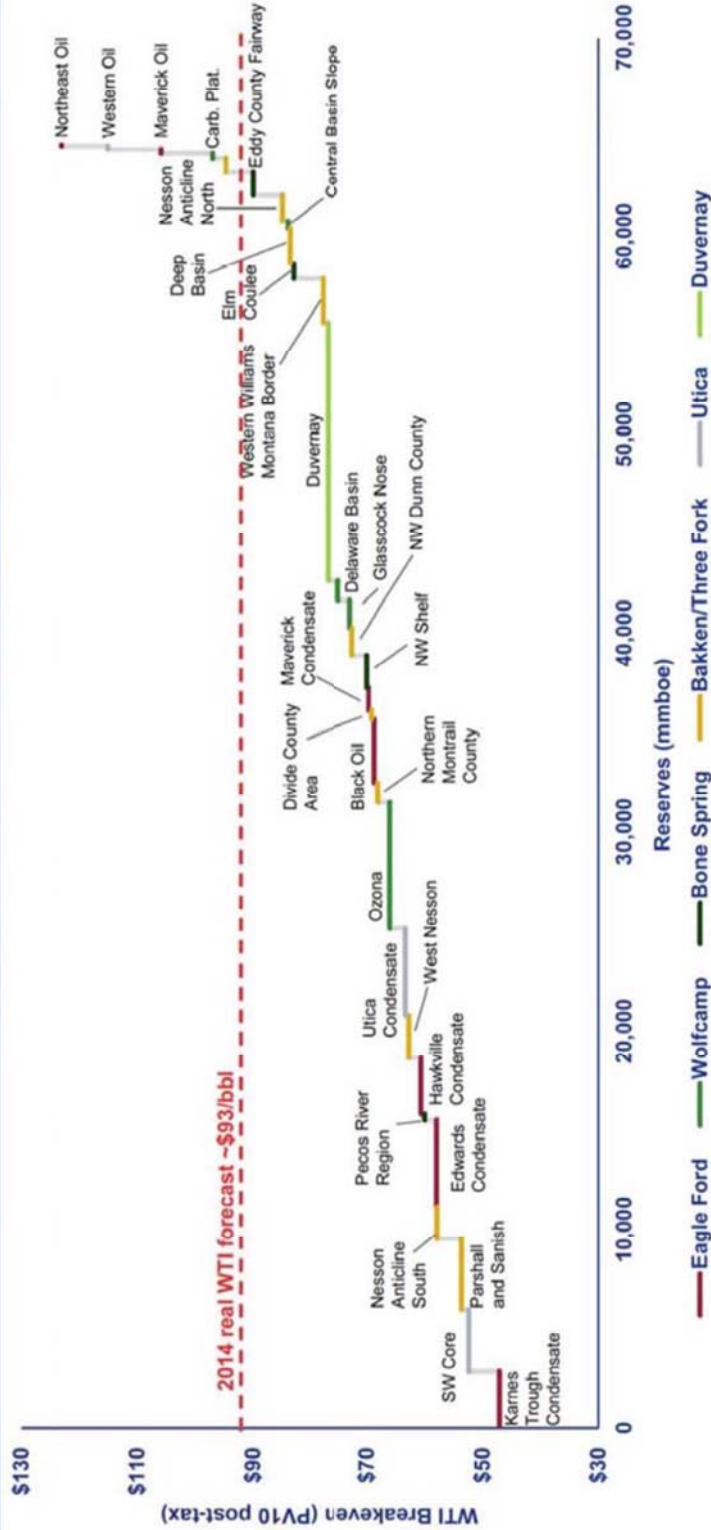 WTI Breakeven (PV10 post-tax)
$130
$110
$90
$70
$50
$30
2014 real WTI forecast ~$93/bbl
Karnes
Trough
Condensate
SW Core
Parshall
and Sanish
Nesson
Anticline
South
Edwards
Condensate
Pecos River
Region
Hawkville
Condensate
West Nesson
Utica
Condensate
Ozona
Northern
Montrail
County
Black Oil
Divide County
Area
Maverick
Condensate
NW Shelf
NW Dunn County
Glasscock Nose
Delaware Basin
Duvernay
Western Williams
Montana Border
Elm
Coulee
Deep
Basin
Central Basin Slope
Nesson
Anticline
North
Eddy County Fairway
Carb. Plat.
Maverick Oil
Western Oil
Northeast Oil
0
10,000
20,000
30,000
40,000
50,000
60,000
70,000
Reserves (mmboe)
Eagle Ford
Wolfcamp
Bone Spring
Bakken/Three Fork
Utica
Duvernay